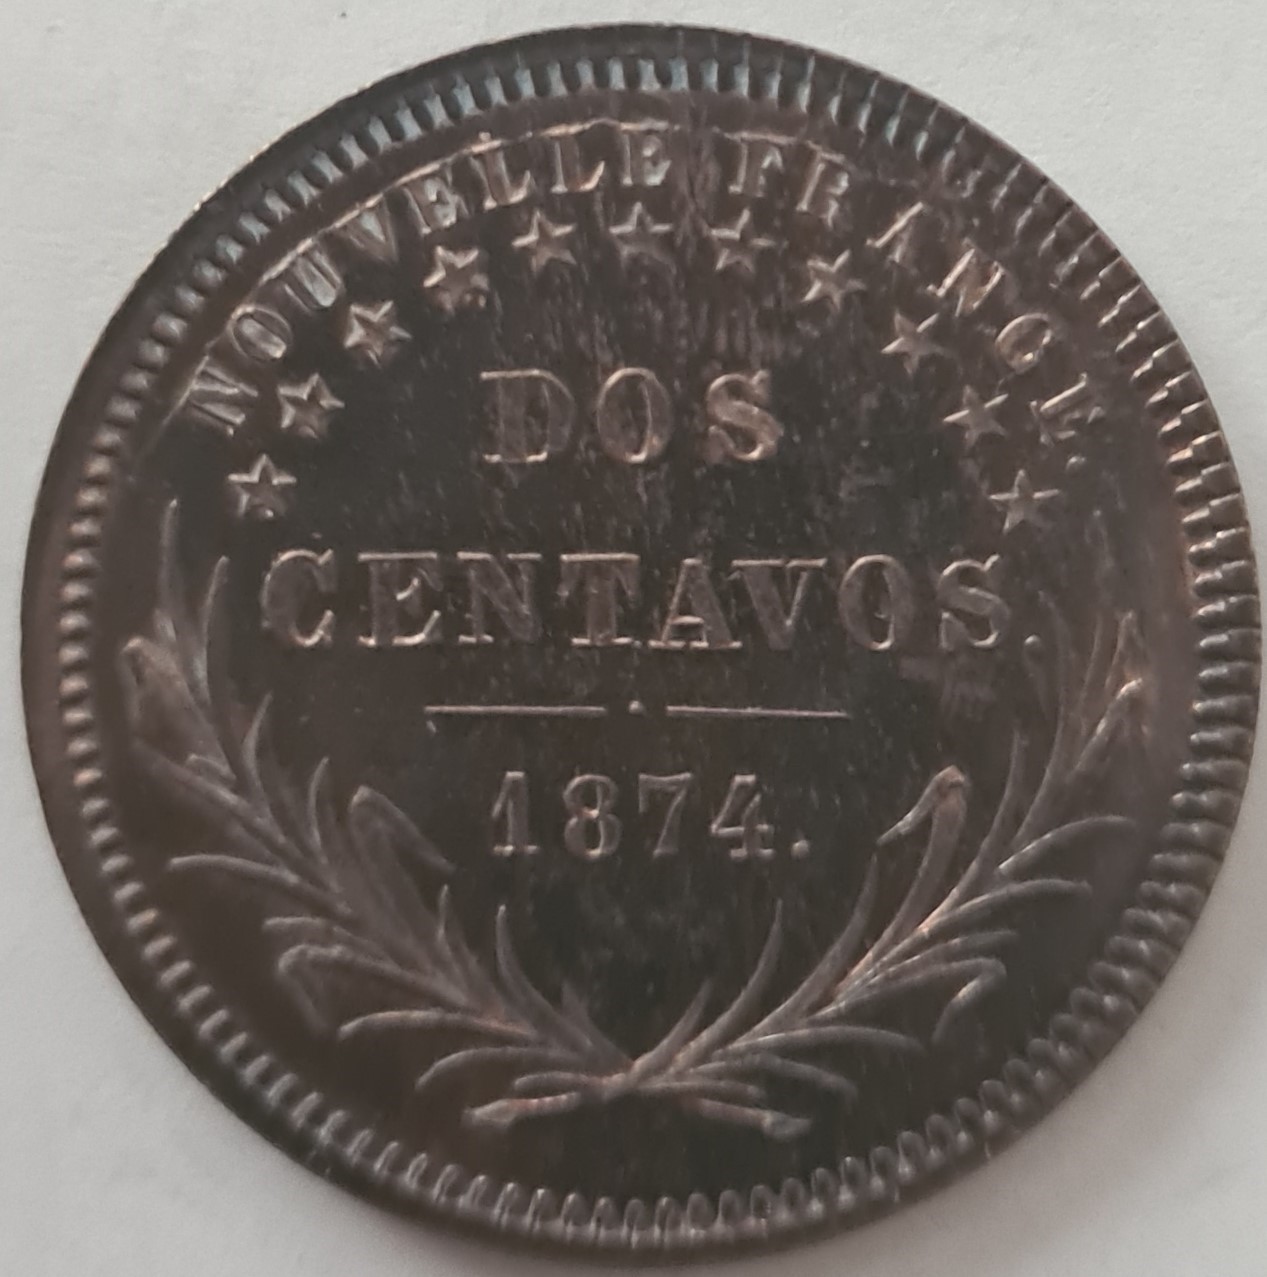 NOUVELLE FRANCE.
DOS
CENTAVOS.
1874.